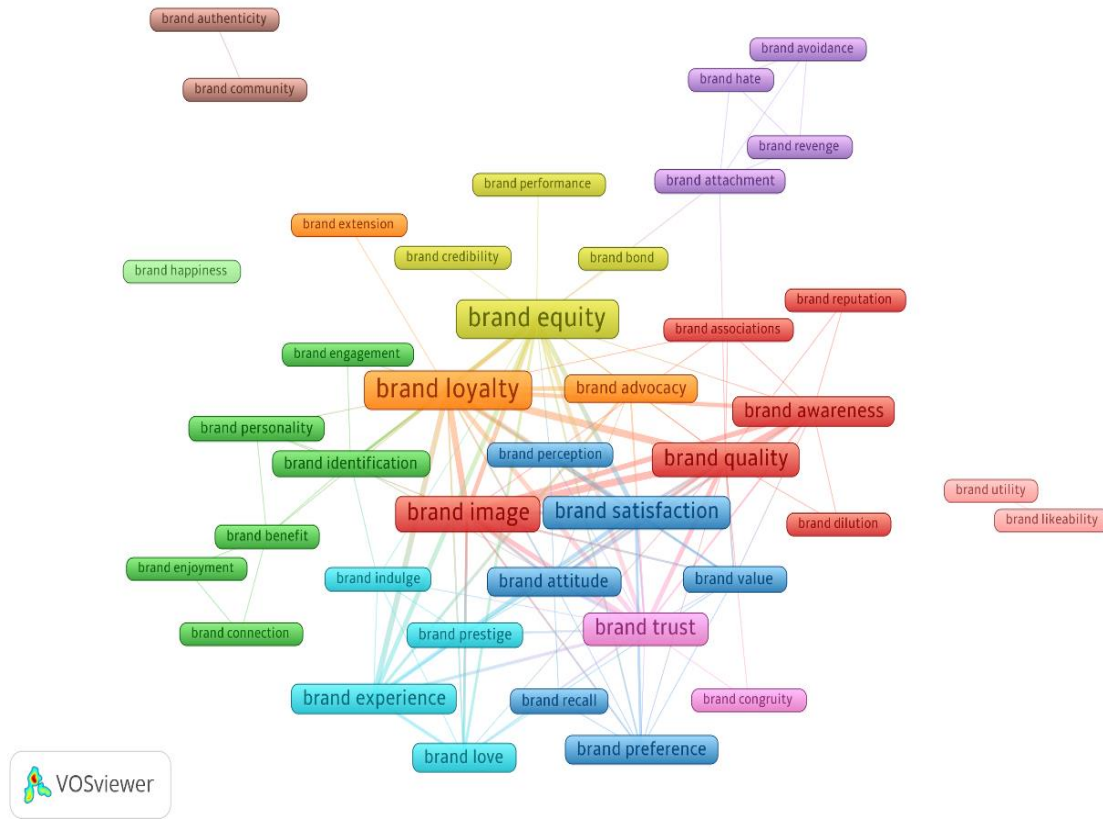 brand authenticity
brand avoidance
brand hate
brand community
brand revenge
brand attachment
brand performance
brand extension
brand credibility
brand bond
brand happiness
brand reputation
brand equity
brand associations
brand engagement
brand loyalty
brand advocacy
brand awareness
brand personality
brand perception
brand quality
brand identification
brand utility
brand image
brand satisfaction
brand likeability
brand dilution
brand benefit
brand enjoyment
brand indulge
brand attitude
brand value
brand connection
brand prestige
brand trust
brand experience
brand recall
brand congruity
brand love
brand preference
VOSviewer